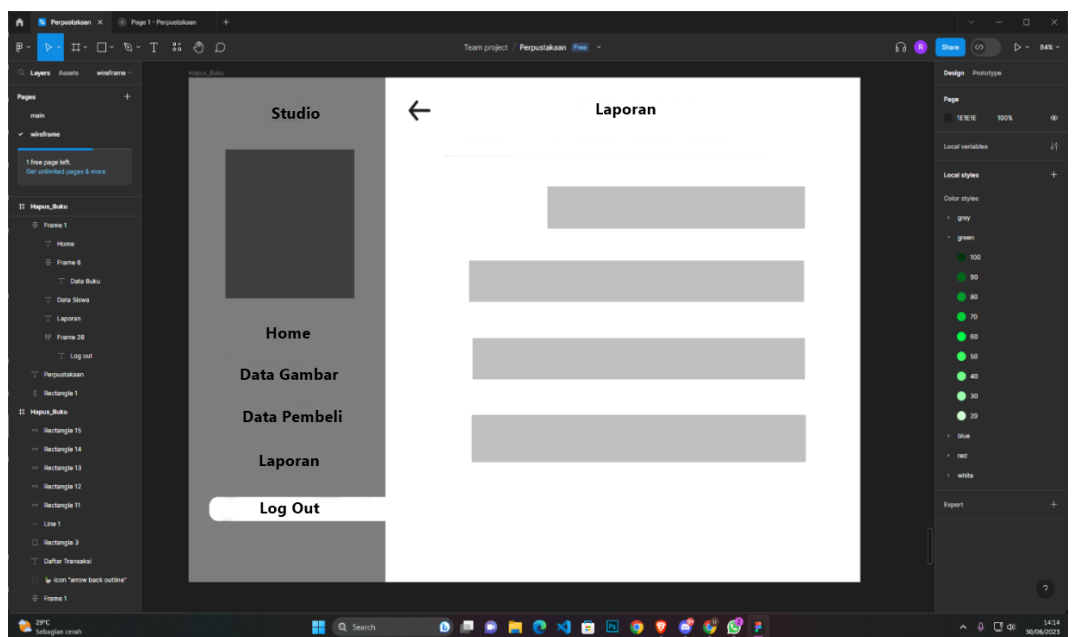 Perpustakaan
Page 1 - Perpustakaan
Team project / Perpustakaan Free
R
Share
84%
Layers
Assets
wireframe
Pages
main
wireframe
1 free page left.
Get unlimited pages & more
Hapus_Buku
Frame 1
Home
Frame 6
Data Buku
Data Siswa
Laporan
Frame 20
Log out
Perpustakaan
Rectangle 1
Hapus_Buku
Rectangle 15
Rectangle 14
Rectangle 13
Rectangle 12
Rectangle 11
Line 1
Rectangle 3
Daftar Transaksi
icon "arrow back outline"
Frame 1
Hapus_Buku
Studio
Home
Data Gambar
Data Pembeli
Laporan
Log Out
Laporan
Design
Prototype
Page
1E1E1E
100%
Local variables
Local styles
Color styles
grey
green
100
90
80
70
60
50
40
30
20
blue
red
white
Export
?
29°C
Sebagian cerah
Search
14:14
30/06/2023